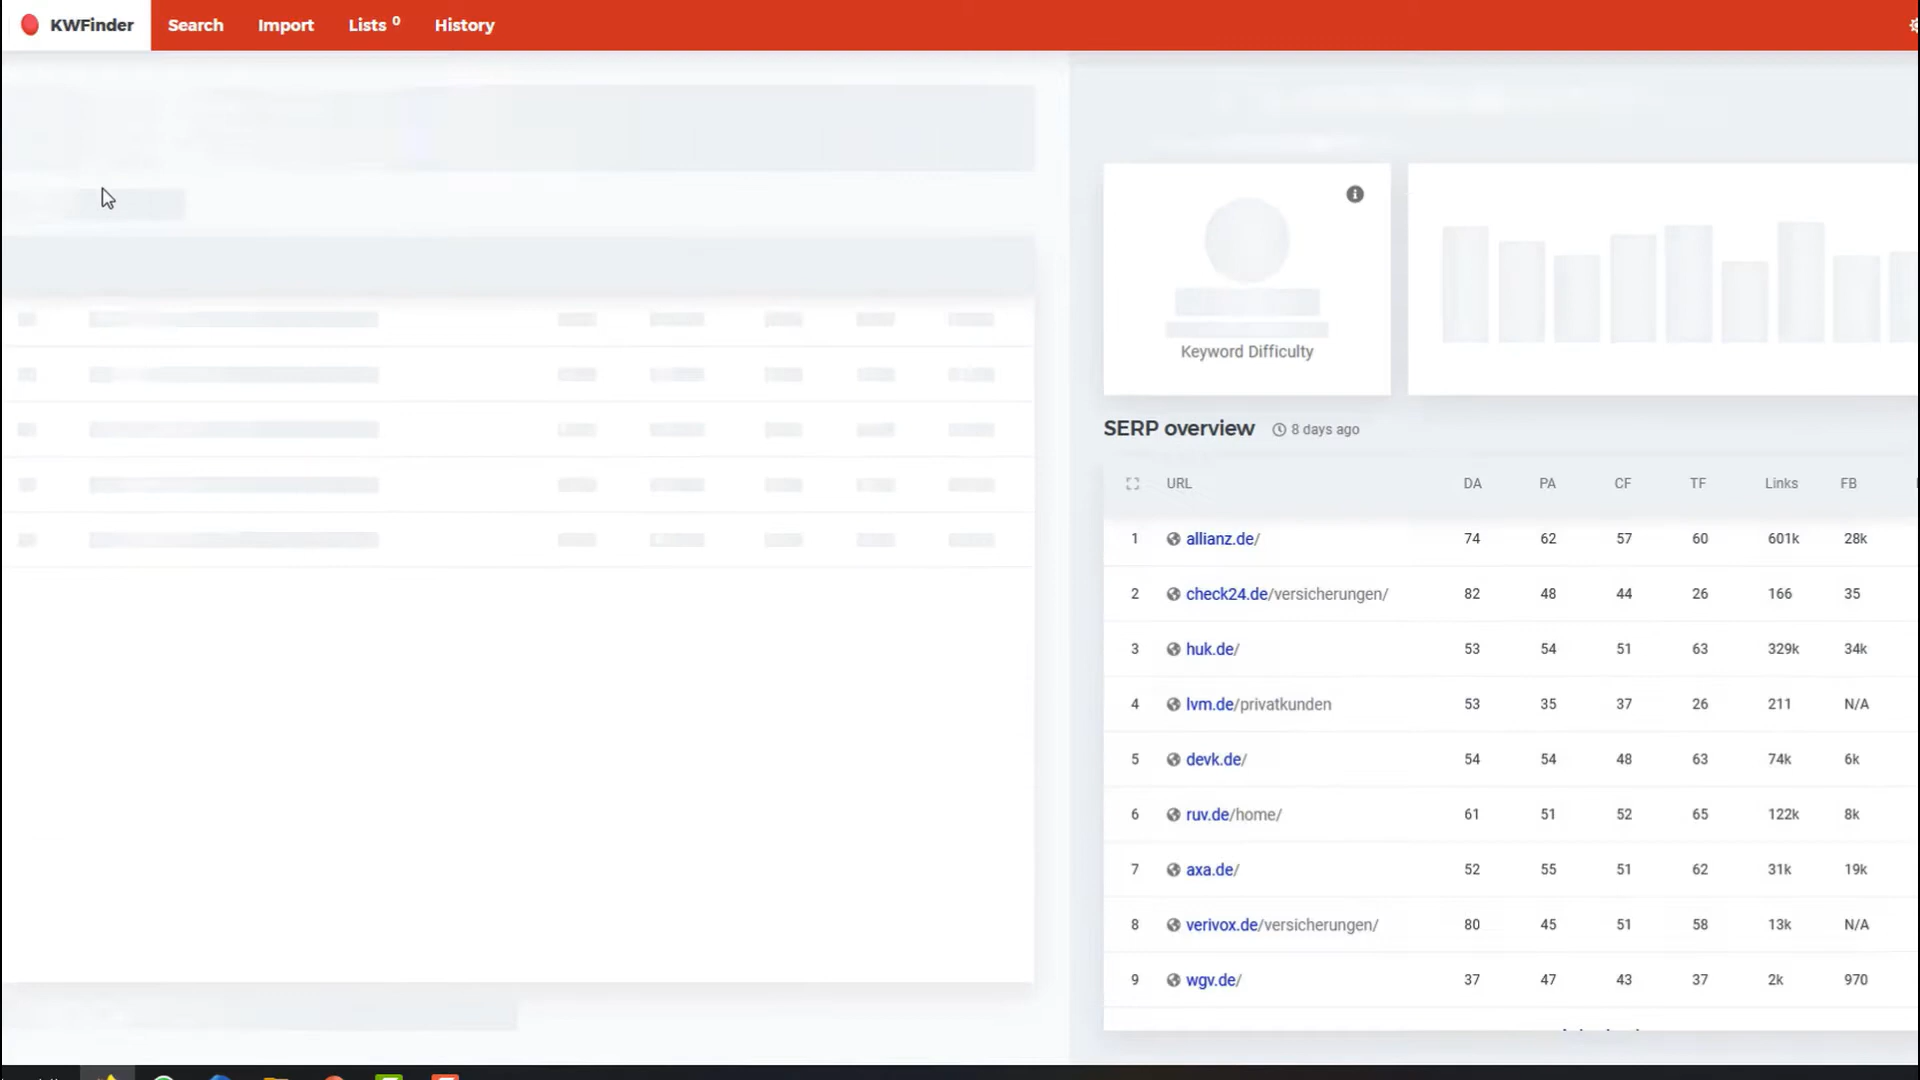 KWFinder Search Import Lists 0 History
Keyword Difficulty
SERP overview 8 days ago
URL DA PA CF TF Links FB
1 allianz.de/ 74 62 57 60 601k 28k
2 check24.de/versicherungen/ 82 48 44 26 166 35
3 huk.de/ 53 54 51 63 329k 34k
4 lvm.de/privatkunden 53 35 37 26 211 N/A
5 devk.de/ 54 54 48 63 74k 6k
6 ruv.de/home/ 61 51 52 65 122k 8k
7 axa.de/ 52 55 51 62 31k 19k
8 verivox.de/versicherungen/ 80 45 51 58 13k N/A
9 wgv.de/ 37 47 43 37 2k 970